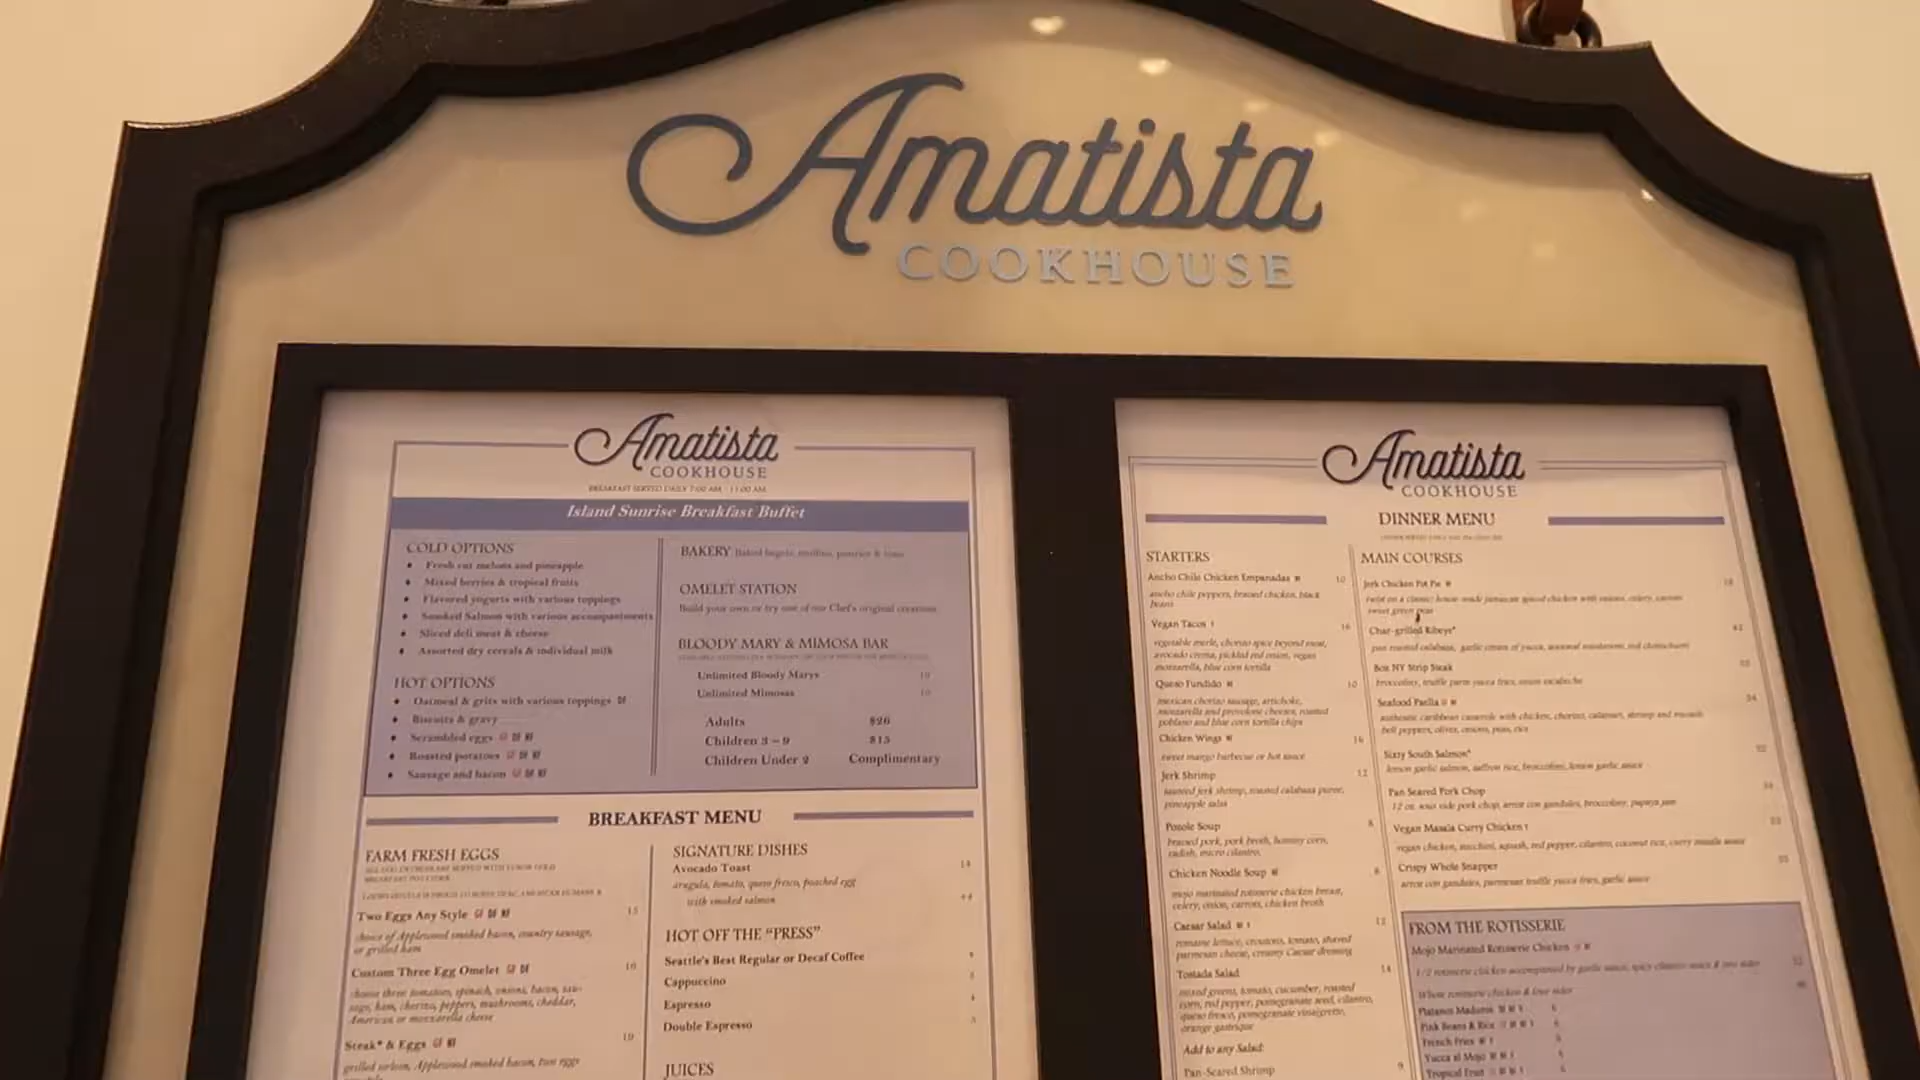 Amatista
COOKHOUSE
Amatista
COOKHOUSE
BREAKFAST SERVED DAILY 7:00 AM - 11:00 AM
Island Sunrise Breakfast Buffet
COLD OPTIONS
Fresh cut melons and pineapple
Mixed berries & tropical fruits
Flavored yogurts with various toppings
Smoked Salmon with various accompaniments
Sliced deli meat & cheese
Assorted dry cereals & individual milk
HOT OPTIONS
Oatmeal & grits with various toppings
Biscuits & gravy
Scrambled eggs
Roasted potatoes
Sausage and bacon
BAKERY Baked bagels, muffins, pastries &
OMELET STATION
Build your own or try one of our Chef's original creations
BLOODY MARY & MIMOSA BAR
Unlimited Bloody Marys
Unlimited Mimosas
Adults $26
Children 3 – 9 $15
Children Under 2 Complimentary
BREAKFAST MENU
FARM FRESH EGGS
Two Eggs Any Style 15
choice of Applewood smoked bacon, country sausage,
or grilled ham
Custom Three Egg Omelet 16
choose three tomatoes, spinach, onions, bacon, sau-
sage, ham, chorizo, peppers, mushrooms, cheddar,
American or mozzarella cheese
Steak* & Eggs 19
grilled sirloin, Applewood smoked bacon, two eggs
SIGNATURE DISHES
Avocado Toast 14
arugula, tomato, queso fresco, poached egg
with smoked salmon
HOT OFF THE "PRESS"
Seattle's Best Regular or Decaf Coffee
Cappuccino
Espresso
Double Espresso
JUICES
Amatista
COOKHOUSE
DINNER MENU
STARTERS
Ancho Chile Chicken Empanadas 10
ancho chile peppers, braised chicken, black
beans
Vegan Tacos 16
vegetable merle, chorizo spice beyond meat,
avocado crema, pickled red onion, vegan
mozzarella, blue corn tortilla
Queso Fundido 10
mexican chorizo sausage, artichoke,
mozzarella and provolone cheeses, roasted
poblano and blue corn tortilla chips
Chicken Wings 16
sweet mango barbecue or hot sauce
Jerk Shrimp 12
sauteed jerk shrimp, roasted calabaza puree,
pineapple salsa
Pozole Soup 8
braised pork, pork broth, hominy corn,
radish, micro cilantro,
Chicken Noodle Soup 8
mojo marinated rotisserie chicken breast,
celery, onion, carrots, chicken broth
Caesar Salad 12
romaine lettuce, croutons, tomato, shaved
parmesan cheese, creamy Caesar dressing
Tostada Salad 14
mixed greens, tomato, cucumber, roasted
corn, red pepper, pomegranate seed, cilantro,
queso fresco, pomegranate vinaigrette,
orange gastrique
Add to any Salad:
Pan-Seared Shrimp 9
MAIN COURSES
Jerk Chicken Pot Pie 18
twist on a classic; house made jamaican spiced chicken with onions, celery, carrots
sweet green peas
Char-grilled Ribeye* 42
pan roasted calabaza, garlic cream of yucca, seasonal mushrooms, red chimichurri
8oz NY Strip Steak
broccolini, truffle parm yucca fries, onion escabeche
Seafood Paella 34
authentic caribbean casserole with chicken, chorizo, calamari, shrimp and mussels
bell peppers, olives, onions, peas, rice
Sixty South Salmon*
lemon garlic salmon, saffron rice, broccolini, lemon garlic sauce
Pan Seared Pork Chop
12 oz. sous vide pork chop, arroz con gandules, broccolini, papaya jam
Vegan Masala Curry Chicken
vegan chicken, zucchini, squash, red pepper, cilantro, coconut rice, curry masala sauce
Crispy Whole Snapper
arroz con gandules, parmesan truffle yucca fries, garlic sauce
FROM THE ROTISSERIE
Mojo Marinated Rotisserie Chicken
1/2 rotisserie chicken accompanied by garlic sauce, spicy cilantro sauce & two sides
Whole rotisserie chicken & four sides
Platanos Maduros 6
Pink Beans & Rice 6
French Fries
Yucca al Mojo
Tropical Fruit